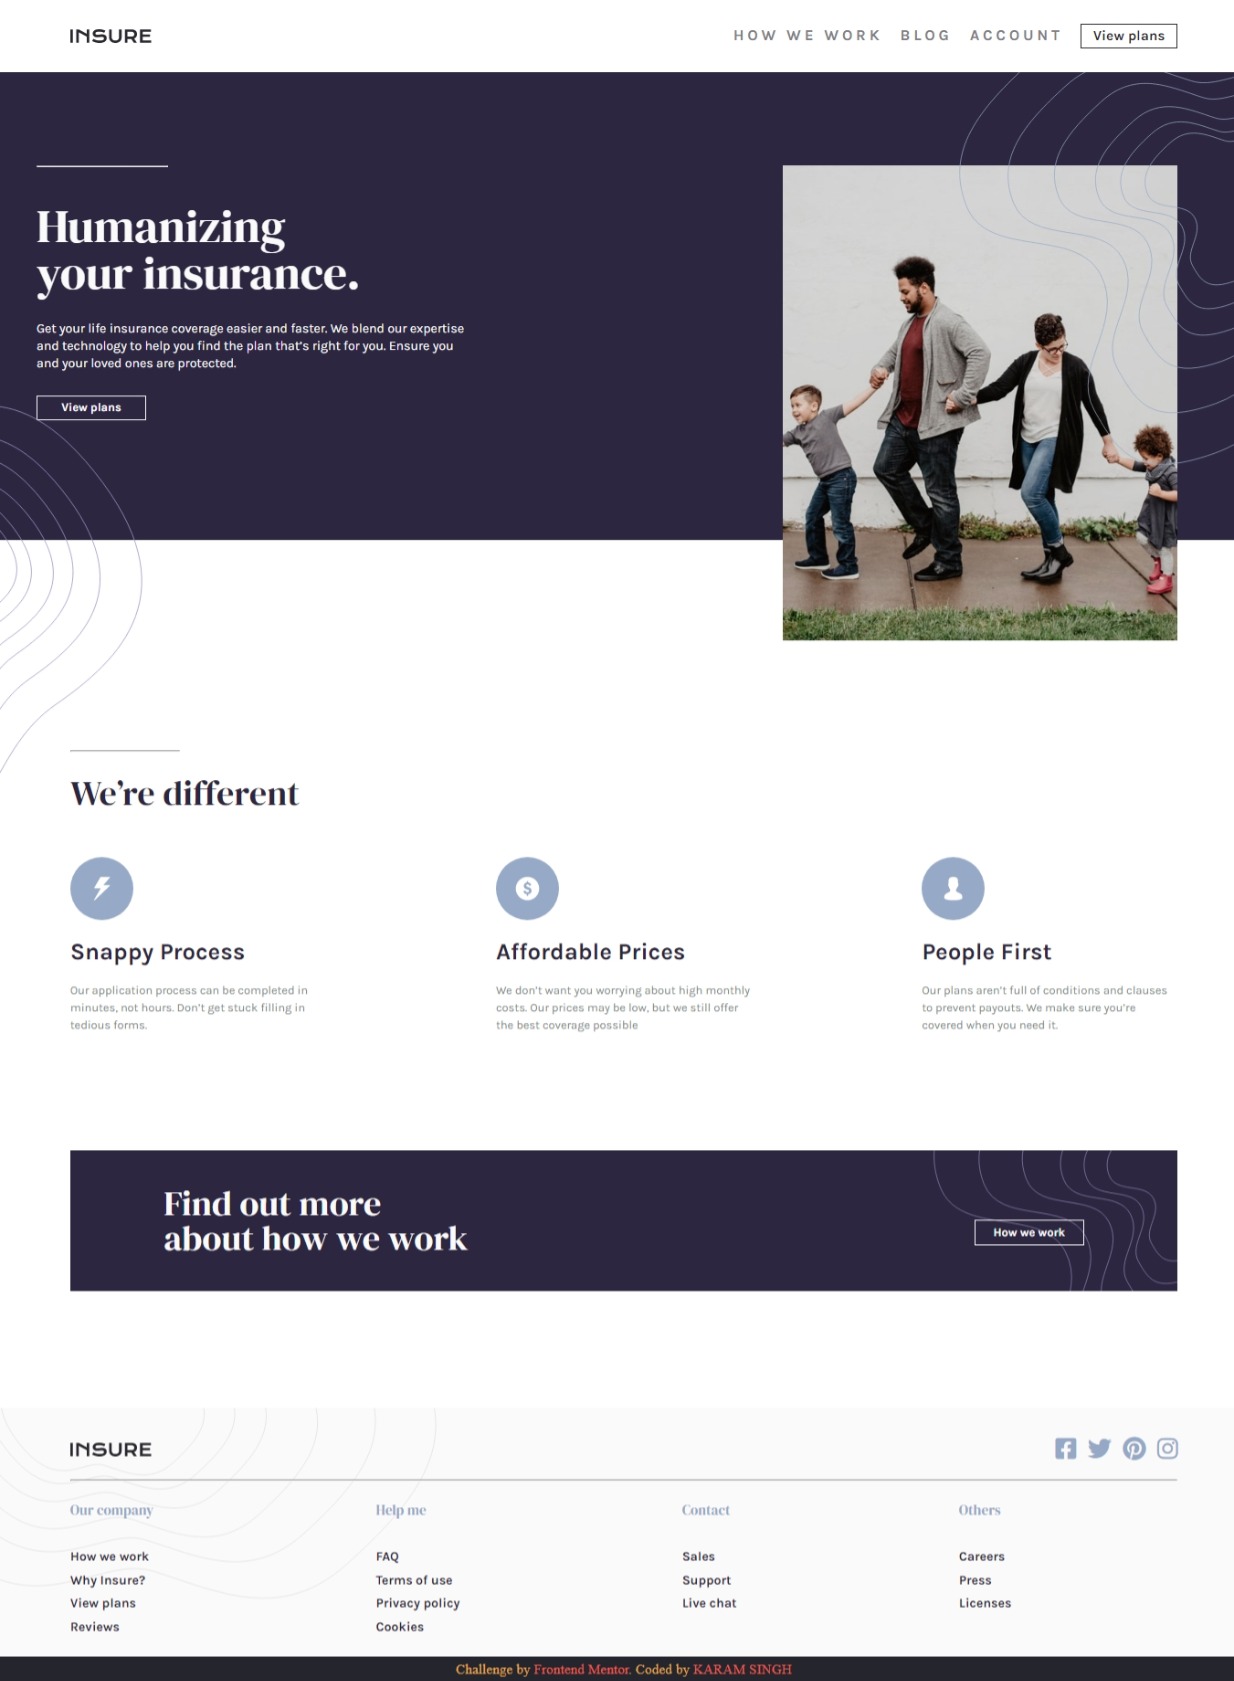 INSURE
HOW WE WORK BLOG ACCOUNT View plans
Humanizing
your insurance.
Get your life insurance coverage easier and faster. We blend our expertise
and technology to help you find the plan that's right for you. Ensure you
and your loved ones are protected.
View plans
We're different
Snappy Process
Our application process can be completed in
minutes, not hours. Don't get stuck filling in
tedious forms.
Affordable Prices
We don't want you worrying about high monthly
costs. Our prices may be low, but we still offer
the best coverage possible
People First
Our plans aren't full of conditions and clauses
to prevent payouts. We make sure you're
covered when you need it.
Find out more
about how we work
How we work
INSURE
Our company
How we work
Why Insure?
View plans
Reviews
Help me
FAQ
Terms of use
Privacy policy
Cookies
Contact
Sales
Support
Live chat
Others
Careers
Press
Licenses
Challenge by Frontend Mentor. Coded by KARAM SINGH